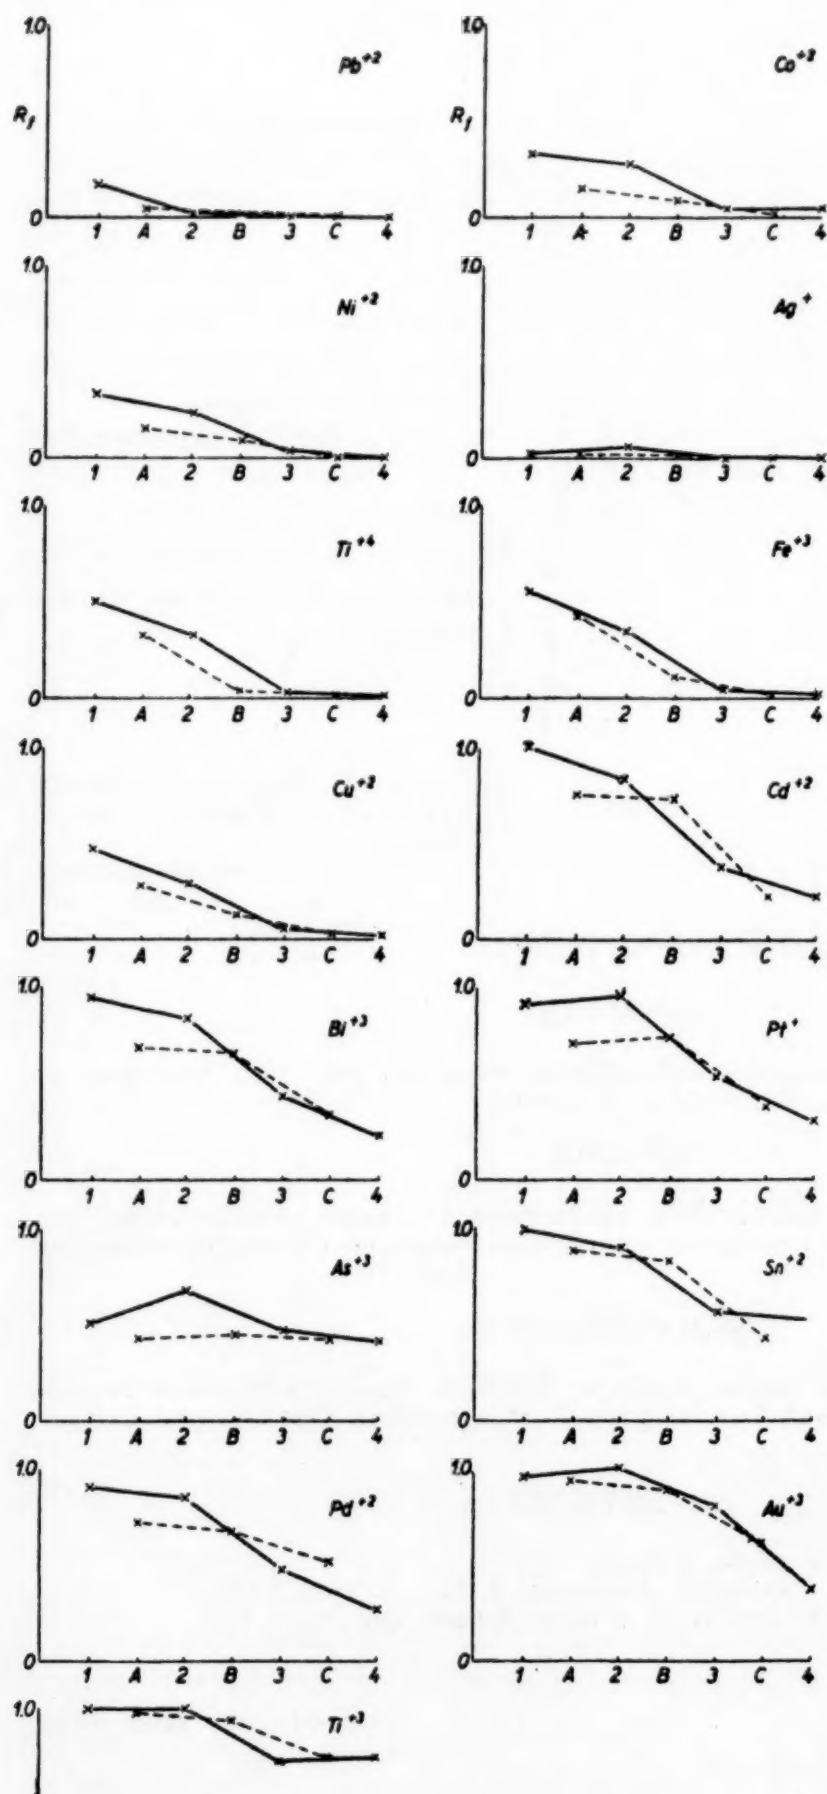 1.0 Pb+2
Rf
0
1 A 2 B 3 C 4
1.0 Co+2
Rf
0
1 A 2 B 3 C 4
1.0 Ni+2
0
1 A 2 B 3 C 4
1.0 Ag+
0
1 A 2 B 3 C 4
1.0 Ti+4
0
1 A 2 B 3 C 4
1.0 Fe+3
0
1 A 2 B 3 C 4
1.0 Cu+2
0
1 A 2 B 3 C 4
1.0 Cd+2
0
1 A 2 B 3 C 4
1.0 Bi+3
0
1 A 2 B 3 C 4
1.0 Pt+
0
1 A 2 B 3 C 4
1.0 As+3
0
1 A 2 B 3 C 4
1.0 Sn+2
0
1 A 2 B 3 C 4
1.0 Pd+2
0
1 A 2 B 3 C 4
1.0 Au+3
0
1 A 2 B 3 C 4
1.0 Ti+3